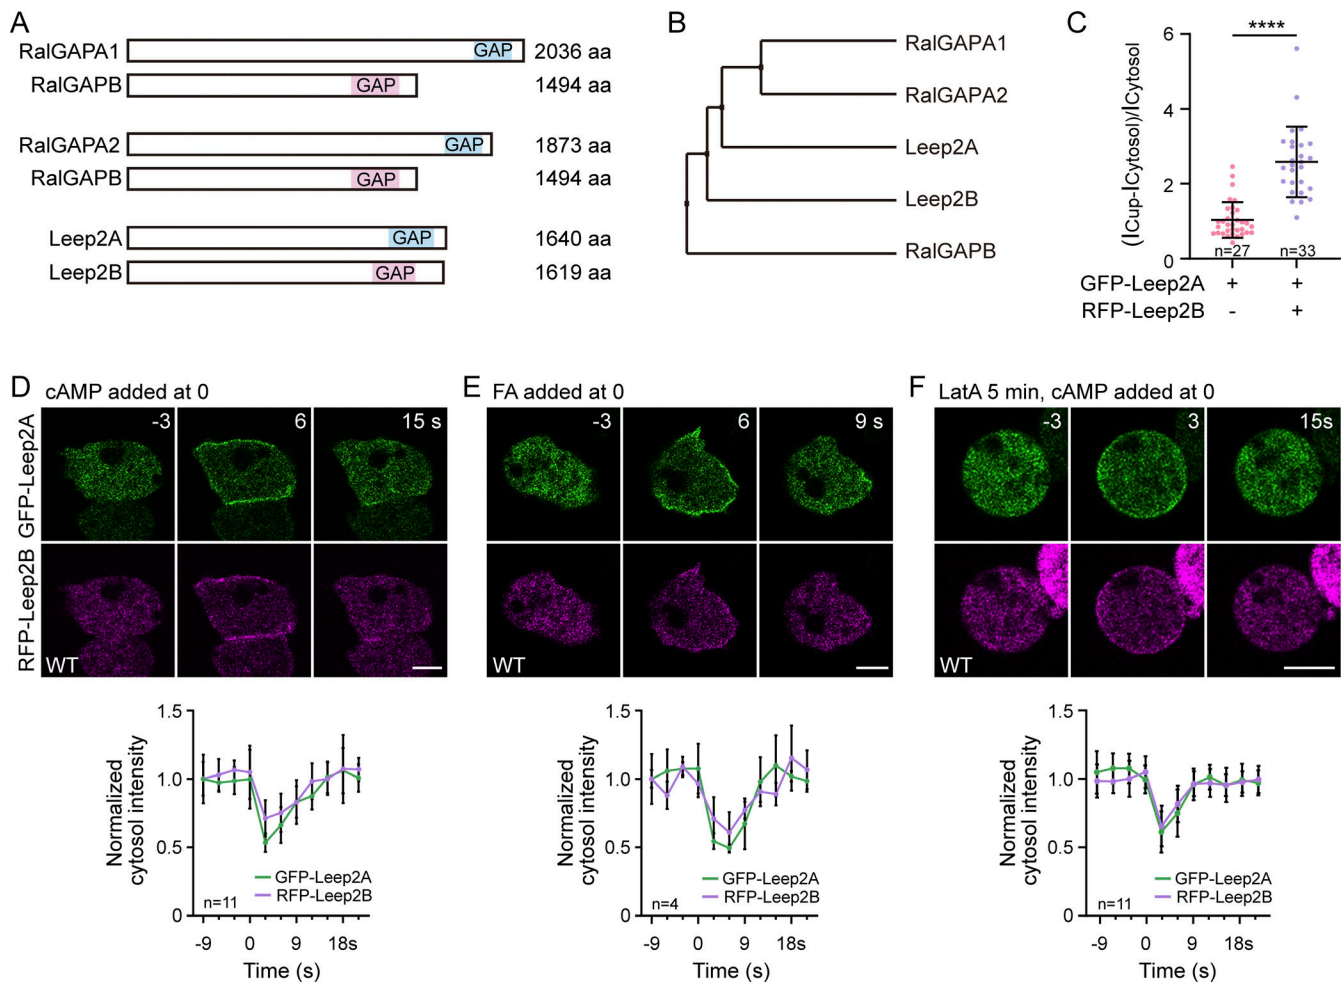 A
RalGAPA1 GAP 2036 aa
RalGAPB GAP 1494 aa
RalGAPA2 GAP 1873 aa
RalGAPB GAP 1494 aa
Leep2A GAP 1640 aa
Leep2B GAP 1619 aa
B
RalGAPA1
RalGAPA2
Leep2A
Leep2B
RalGAPB
C
(ICup-ICytosol)/ICytosol
6
4
2
0
****
n=27 n=33
GFP-Leep2A + +
RFP-Leep2B - +
D cAMP added at 0
GFP-Leep2A
-3 6 15 s
RFP-Leep2B
WT
Normalized
cytosol intensity
1.5
1.0
0.5
0
GFP-Leep2A
RFP-Leep2B
n=11
-9 0 9 18s
Time (s)
E FA added at 0
-3 6 9 s
WT
Normalized
cytosol intensity
1.5
1.0
0.5
0
GFP-Leep2A
RFP-Leep2B
n=4
-9 0 9 18s
Time (s)
F LatA 5 min, cAMP added at 0
-3 3 15s
WT
Normalized
cytosol intensity
1.5
1.0
0.5
0
GFP-Leep2A
RFP-Leep2B
n=11
-9 0 9 18s
Time (s)